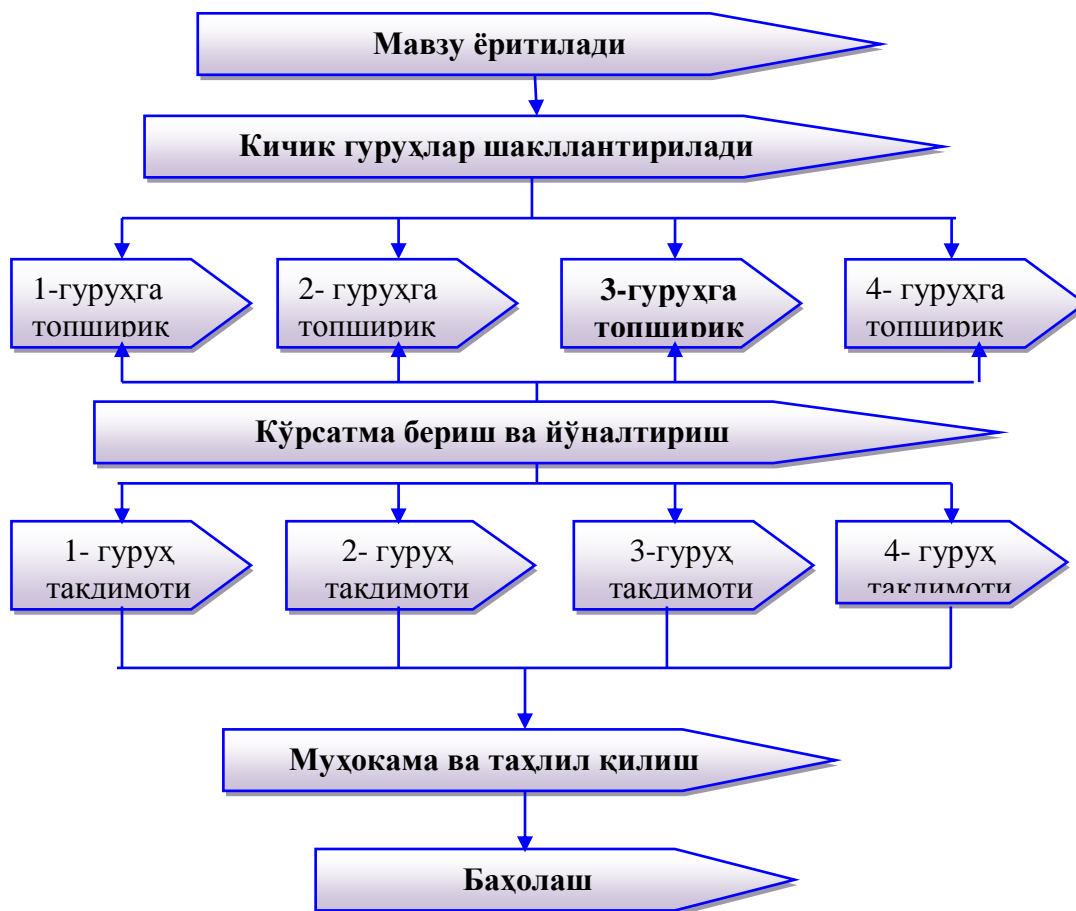 Мавзу ёритилади
Кичик гуруҳлар шакллантирилади
1-гуруҳга
топшириқ
2- гуруҳга
топшириқ
3-гуруҳга
топшириқ
4- гуруҳга
топшириқ
Кўрсатма бериш ва йўналтириш
1- гуруҳ
тақдимоти
2- гуруҳ
тақдимоти
3-гуруҳ
тақдимоти
4- гуруҳ
тақдимоти
Муҳокама ва таҳлил қилиш
Баҳолаш